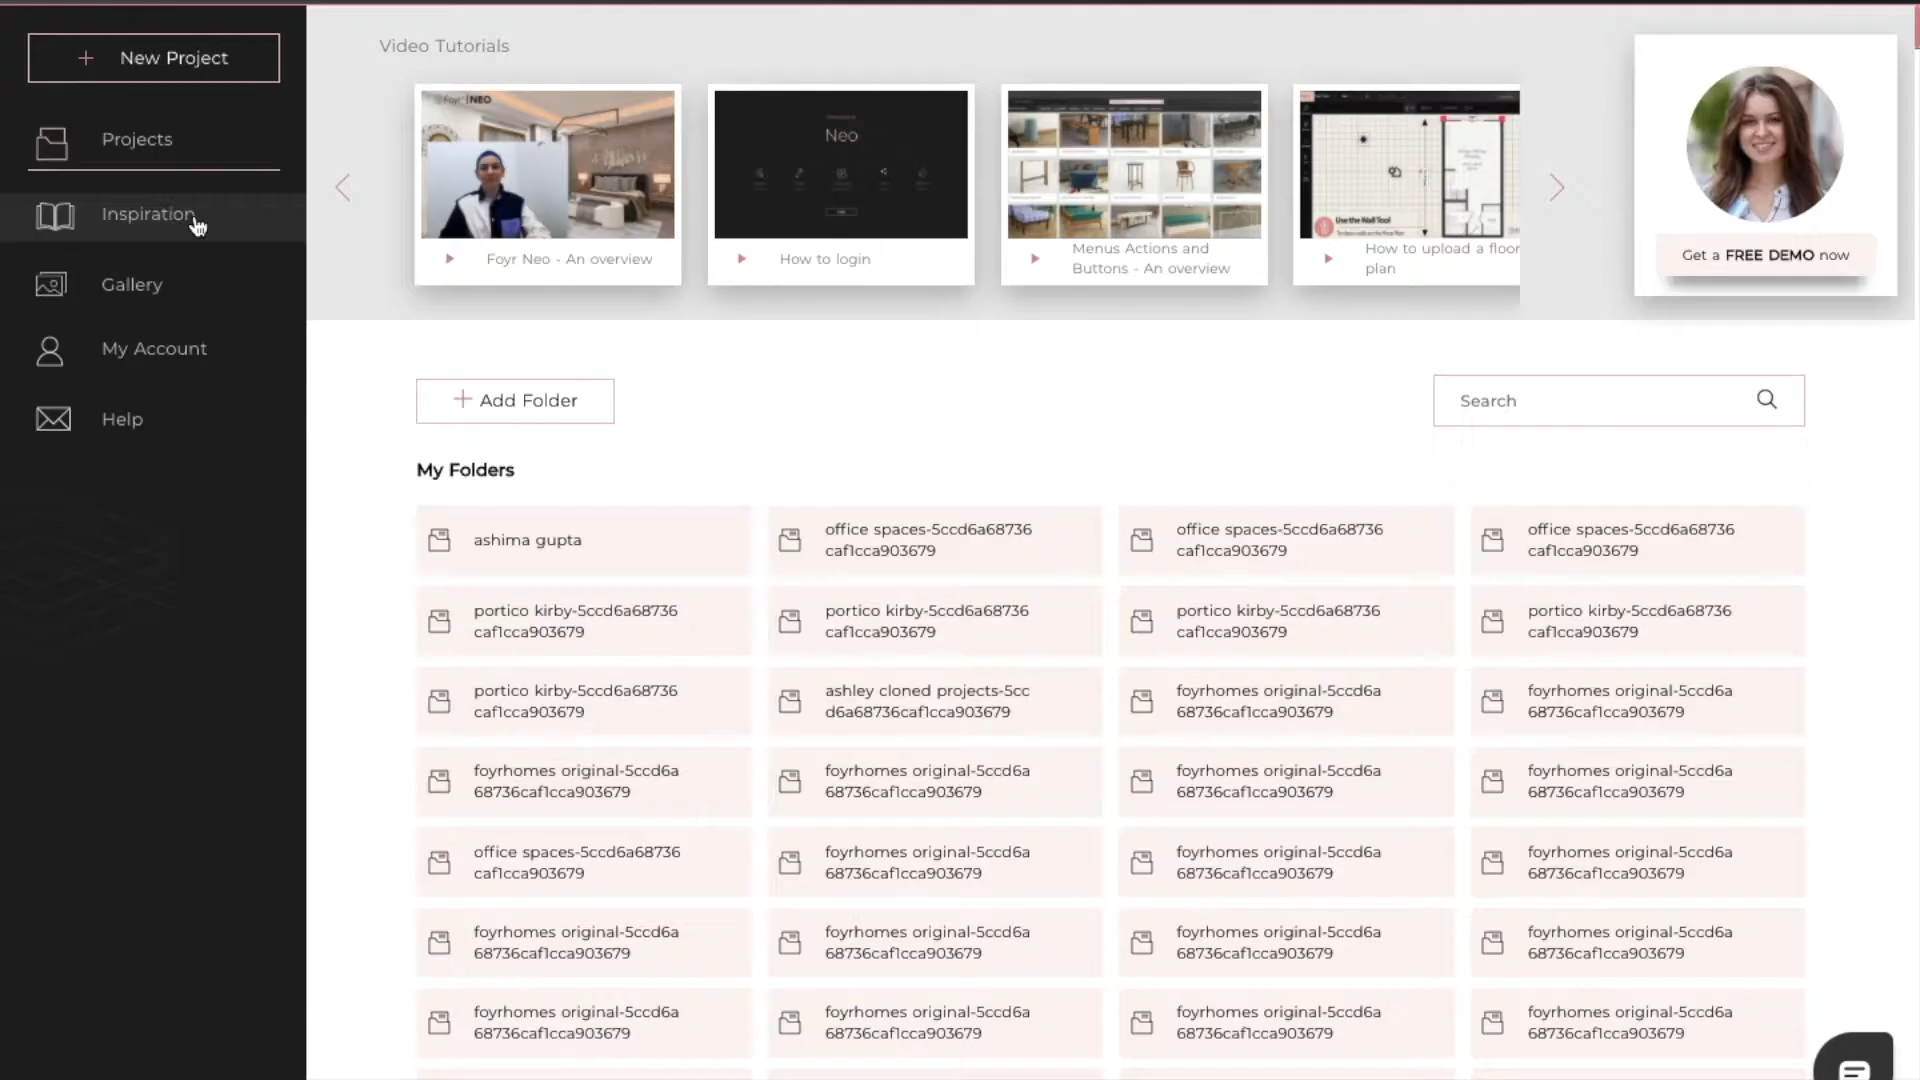 New Project
Projects
Inspiration
Gallery
My Account
Help
Video Tutorials
Foyr NEO
Foyr Neo - An overview
Neo
How to login
Menus Actions and
Buttons - An overview
Use the Wall Tool
How to upload a floor
plan
Get a FREE DEMO now
Add Folder
Search
My Folders
ashima gupta
office spaces-5ccd6a68736
caf1cca903679
office spaces-5ccd6a68736
caf1cca903679
office spaces-5ccd6a68736
caf1cca903679
portico kirby-5ccd6a68736
caf1cca903679
portico kirby-5ccd6a68736
caf1cca903679
portico kirby-5ccd6a68736
caf1cca903679
portico kirby-5ccd6a68736
caf1cca903679
portico kirby-5ccd6a68736
caf1cca903679
ashley cloned projects-5cc
d6a68736caf1cca903679
foyrhomes original-5ccd6a
68736caf1cca903679
foyrhomes original-5ccd6a
68736caf1cca903679
foyrhomes original-5ccd6a
68736caf1cca903679
foyrhomes original-5ccd6a
68736caf1cca903679
foyrhomes original-5ccd6a
68736caf1cca903679
foyrhomes original-5ccd6a
68736caf1cca903679
office spaces-5ccd6a68736
caf1cca903679
foyrhomes original-5ccd6a
68736caf1cca903679
foyrhomes original-5ccd6a
68736caf1cca903679
foyrhomes original-5ccd6a
68736caf1cca903679
foyrhomes original-5ccd6a
68736caf1cca903679
foyrhomes original-5ccd6a
68736caf1cca903679
foyrhomes original-5ccd6a
68736caf1cca903679
foyrhomes original-5ccd6a
68736caf1cca903679
foyrhomes original-5ccd6a
68736caf1cca903679
foyrhomes original-5ccd6a
68736caf1cca903679
foyrhomes original-5ccd6a
68736caf1cca903679
foyrhomes original-5ccd6a
68736caf1cca903679